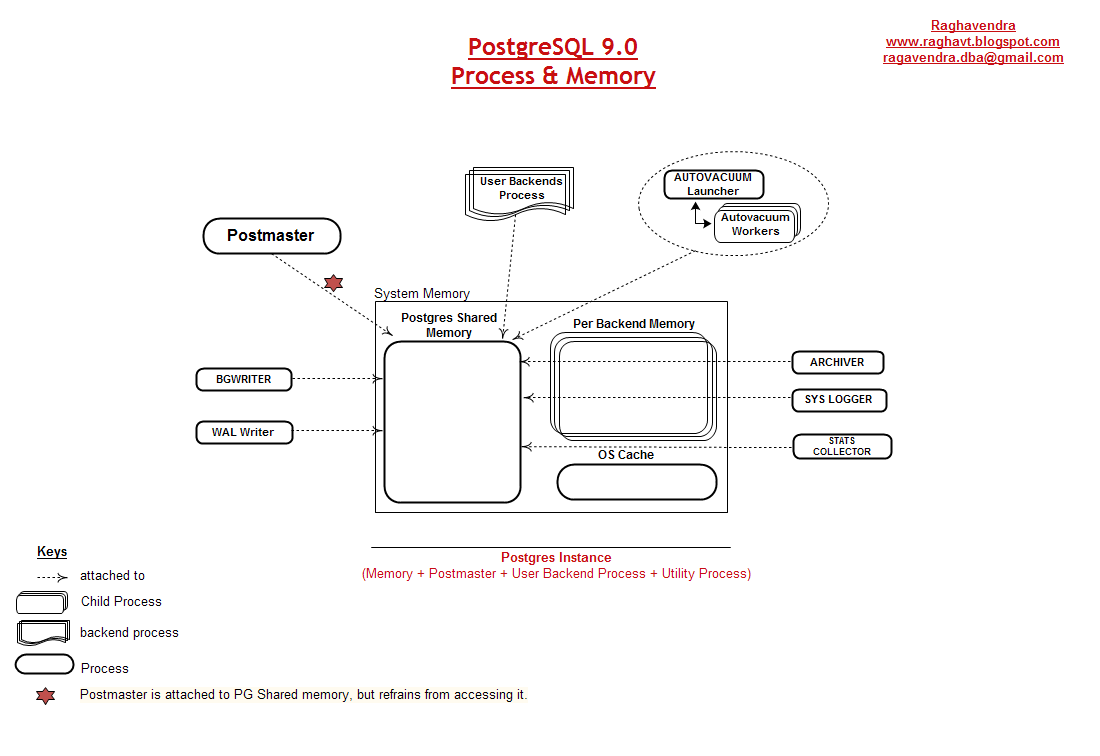 PostgreSQL 9.0
Process & Memory
Raghavendra
www.raghavt.blogspot.com
ragavendra.dba@gmail.com
User Backends
Process
AUTOVACUUM
Launcher
Autovacuum
Workers
Postmaster
System Memory
Postgres Shared
Memory
Per Backend Memory
BGWRITER
WAL Writer
ARCHIVER
SYS LOGGER
STATS
COLLECTOR
OS Cache
Postgres Instance
(Memory + Postmaster + User Backend Process + Utility Process)
Keys
attached to
Child Process
backend process
Process
Postmaster is attached to PG Shared memory, but refrains from accessing it.